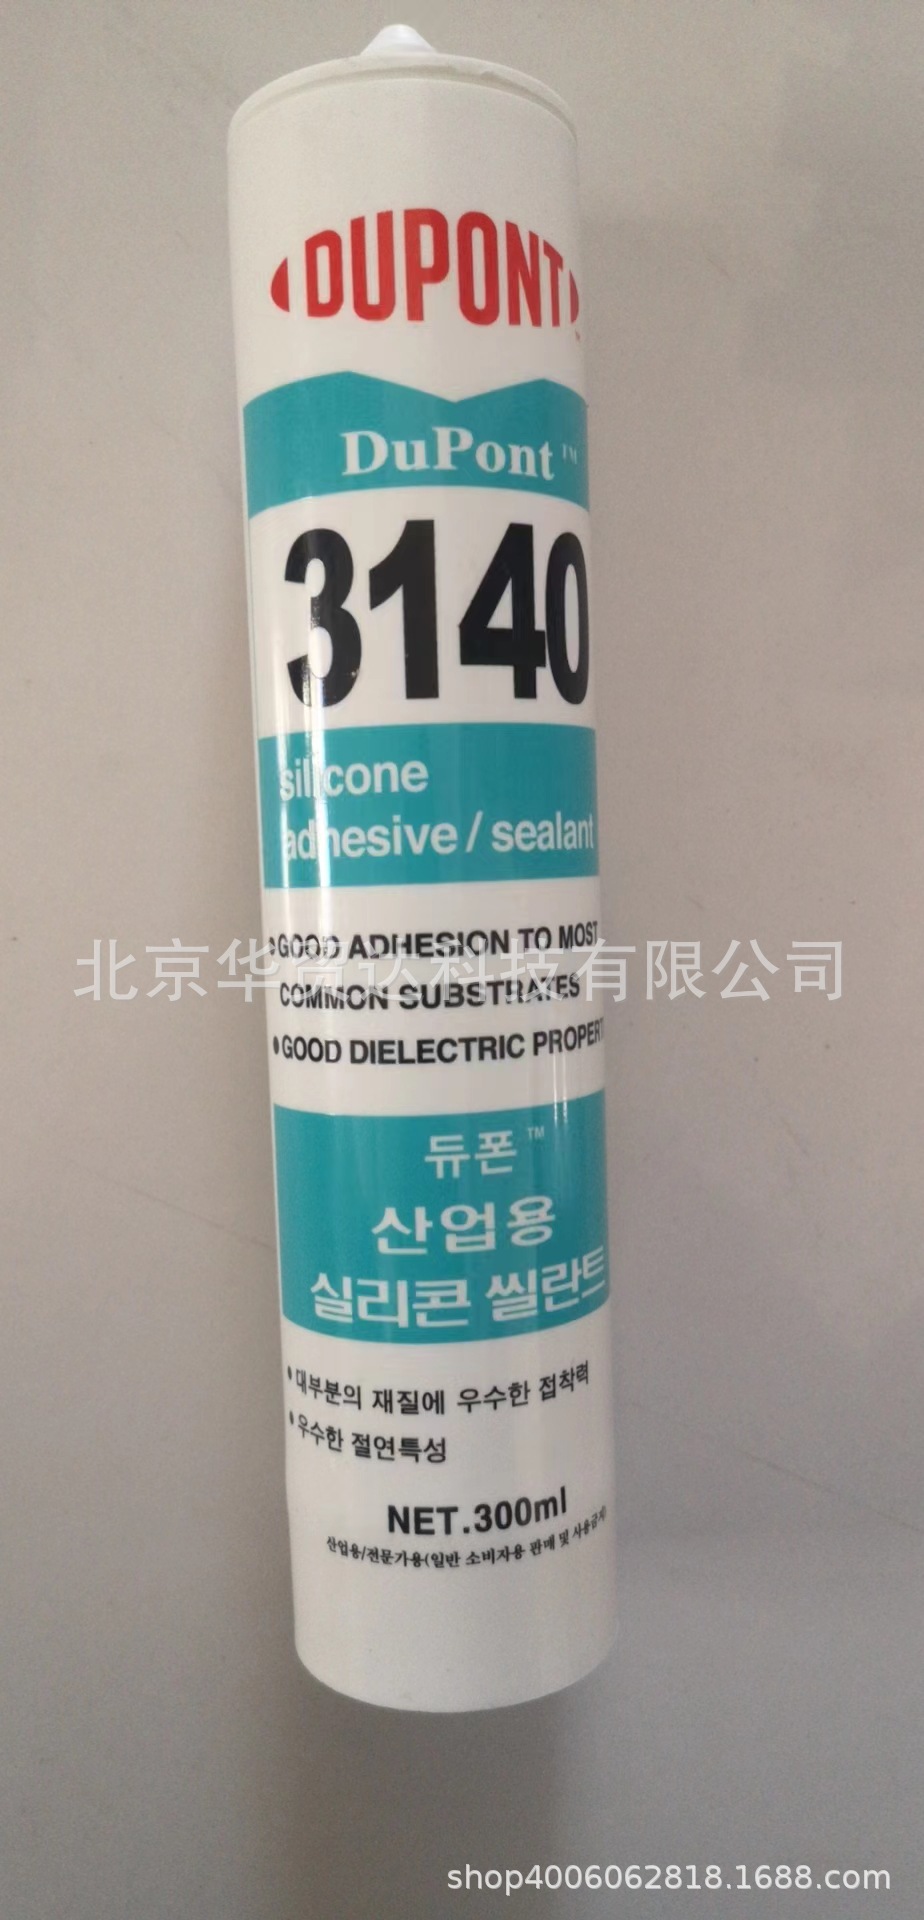 DUPONT
DuPont™
3140
silicone
adhesive / sealant
•GOOD ADHESION TO MOST
北京华贸达科技有限公司
COMMON SUBSTRATES
•GOOD DIELECTRIC PROPERT
듀폰™
산업용
실리콘 씰란트
•대부분의 재질에 우수한 접착력
•우수한 절연특성
NET.300ml
산업용/전문가용(일반 소비자용 판매 및 사용금지)
shop4006062818.1688.com